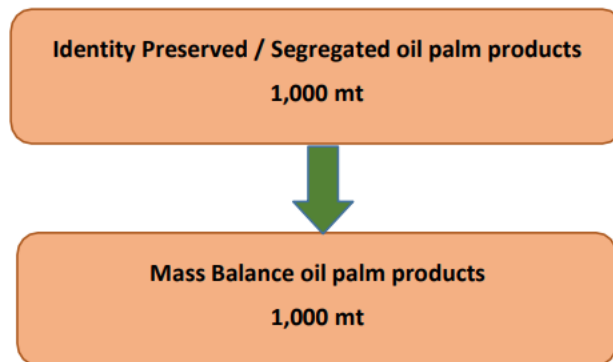 Identity Preserved / Segregated oil palm products
1,000 mt
Mass Balance oil palm products
1,000 mt